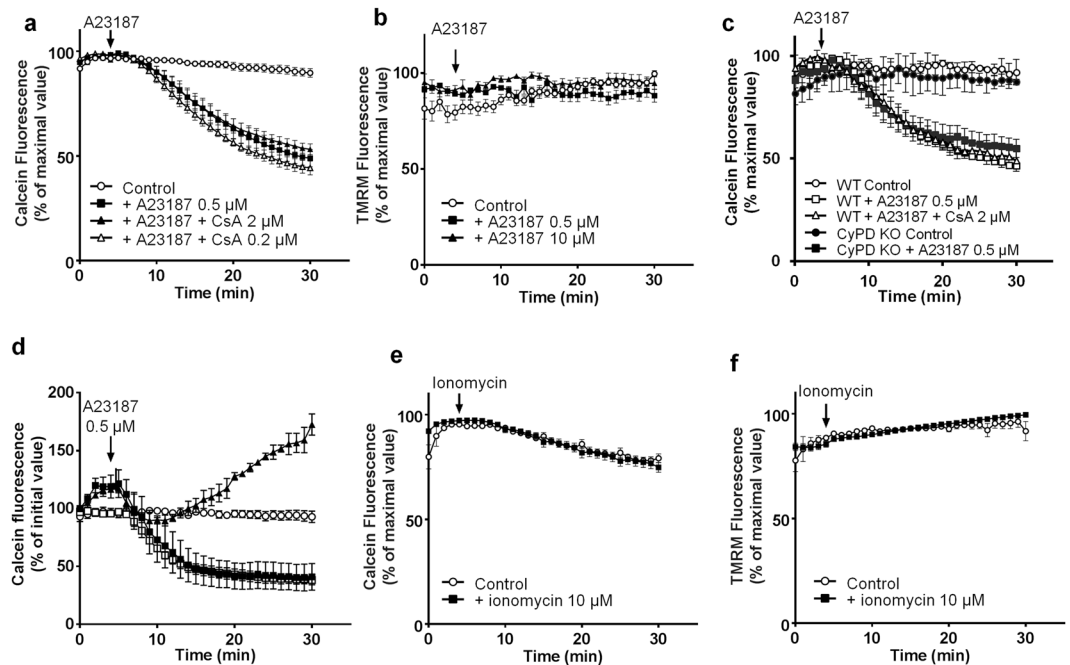 a
A23187
100
50
0
0
10
20
30
Calcein Fluorescence
(% of maximal value)
Time (min)
Control
+ A23187 0.5 µM
+ A23187 + CsA 2 µM
+ A23187 + CsA 0.2 µM
b
A23187
100
50
0
0
10
20
30
TMRM Fluorescence
(% of maximal value)
Time (min)
Control
+ A23187 0.5 µM
+ A23187 10 µM
c
A23187
100
50
0
0
10
20
30
Calcein Fluorescence
(% maximal value)
Time (min)
WT Control
WT + A23187 0.5 µM
WT + A23187 + CsA 2 µM
CyPD KO Control
CyPD KO + A23187 0.5 µM
d
A23187
0.5 µM
200
150
100
50
0
0
10
20
30
Calcein fluorescence
(% of initial value)
Time (min)
e
Ionomycin
100
50
0
0
10
20
30
Calcein Fluorescence
(% of maximal value)
Time (min)
Control
+ ionomycin 10 µM
f
Ionomycin
100
50
0
0
10
20
30
TMRM Fluorescence
(% of maximal value)
Time (min)
Control
+ ionomycin 10 µM